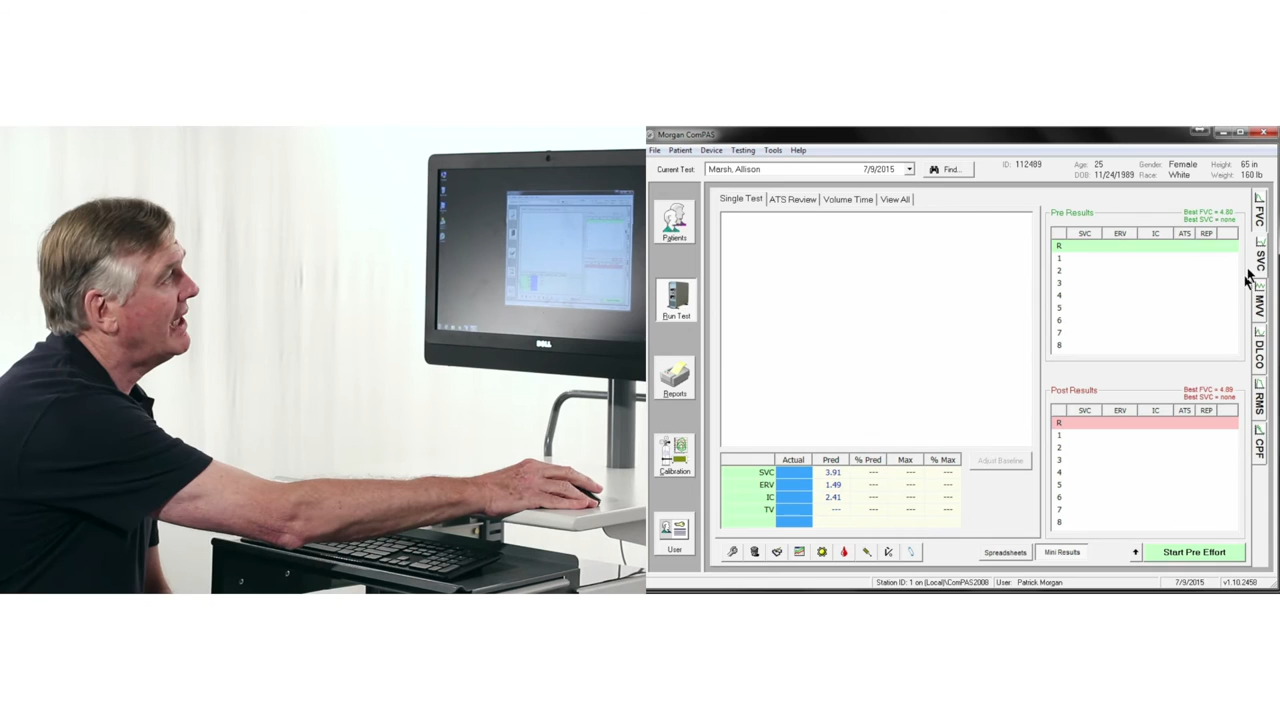 DELL
Morgan ComPAS
File Patient Device Testing Tools Help
Current Test: Marsh, Allison 7/9/2015 Find... ID: 112489 Age: 25 Gender: Female Height: 65 in
DOB: 11/24/1989 Race: White Weight: 160 lb
Patients
Run Test
Reports
Calibration
User
Single Test ATS Review Volume Time View All
Actual Pred % Pred Max % Max
SVC 3.91 --- --- ---
ERV 1.49 --- --- ---
IC 2.41 --- --- ---
TV --- --- --- ---
Adjust Baseline
Pre Results Best FVC = 4.80
Best SVC = none
SVC ERV IC ATS REP
R
1
2
3
4
5
6
7
8
Post Results Best FVC = 4.89
Best SVC = none
SVC ERV IC ATS REP
R
1
2
3
4
5
6
7
8
FVC
SVC
MVV
DLCO
RMS
CPF
Spreadsheets Mini Results Start Pre Effort
Station ID: 1 on (Local)\ComPAS2008 User: Patrick Morgan 7/9/2015 v1.10.2458